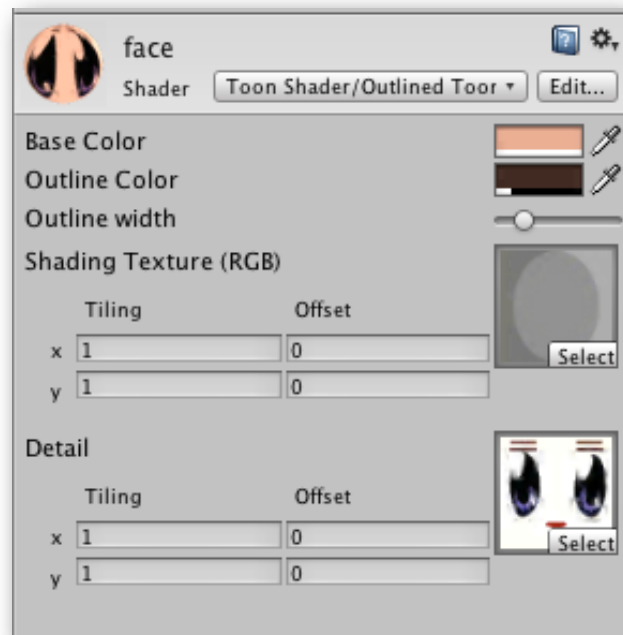 face
Shader Toon Shader/Outlined Toor Edit...
Base Color
Outline Color
Outline width
Shading Texture (RGB)
Tiling Offset
x 1 0
y 1 0
Select
Detail
Tiling Offset
x 1 0
y 1 0
Select